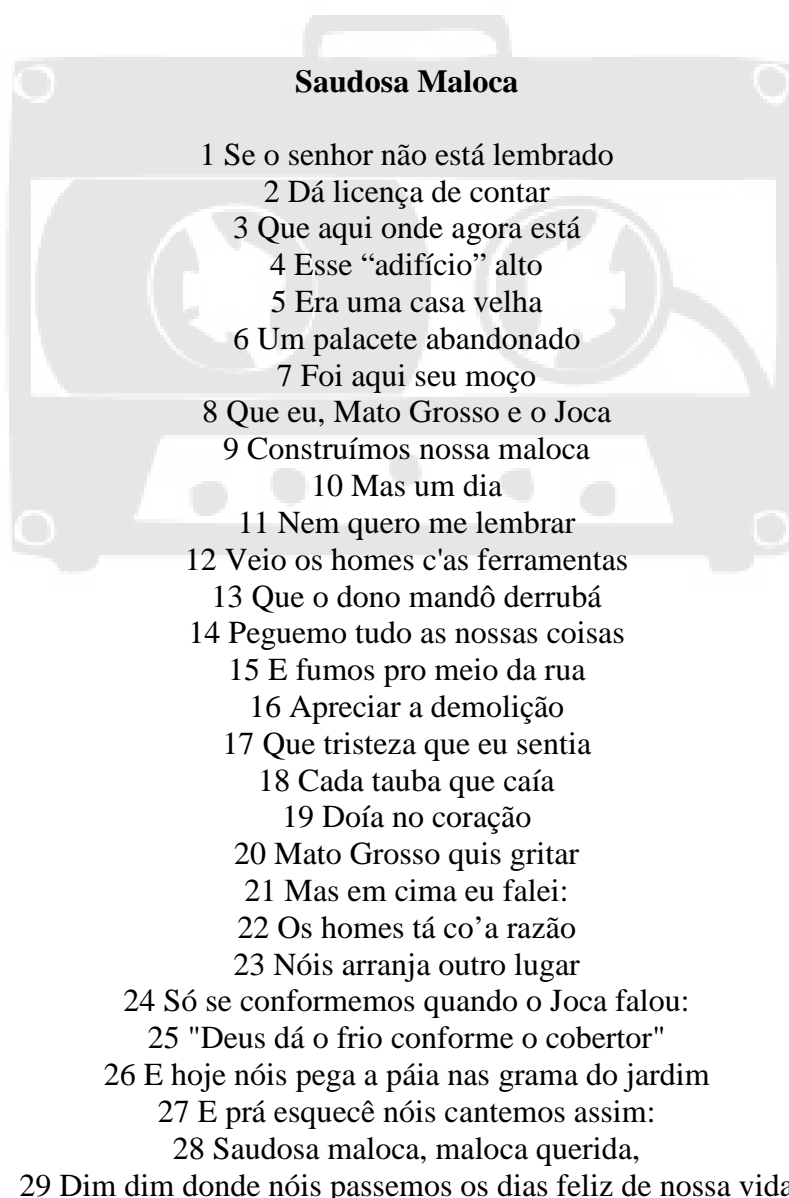 Saudosa Maloca
1 Se o senhor não está lembrado
2 Dá licença de contar
3 Que aqui onde agora está
4 Esse “adifício” alto
5 Era uma casa velha
6 Um palacete abandonado
7 Foi aqui seu moço
8 Que eu, Mato Grosso e o Joca
9 Construímos nossa maloca
10 Mas um dia
11 Nem quero me lembrar
12 Veio os homes c'as ferramentas
13 Que o dono mandô derrubá
14 Peguemo tudo as nossas coisas
15 E fumos pro meio da rua
16 Apreciar a demolição
17 Que tristeza que eu sentia
18 Cada tauba que caía
19 Doía no coração
20 Mato Grosso quis gritar
21 Mas em cima eu falei:
22 Os homes tá co’a razão
23 Nóis arranja outro lugar
24 Só se conformemos quando o Joca falou:
25 "Deus dá o frio conforme o cobertor"
26 E hoje nóis pega a páia nas grama do jardim
27 E prá esquecê nóis cantemos assim:
28 Saudosa maloca, maloca querida,
29 Dim dim donde nóis passemos os dias feliz de nossa vida